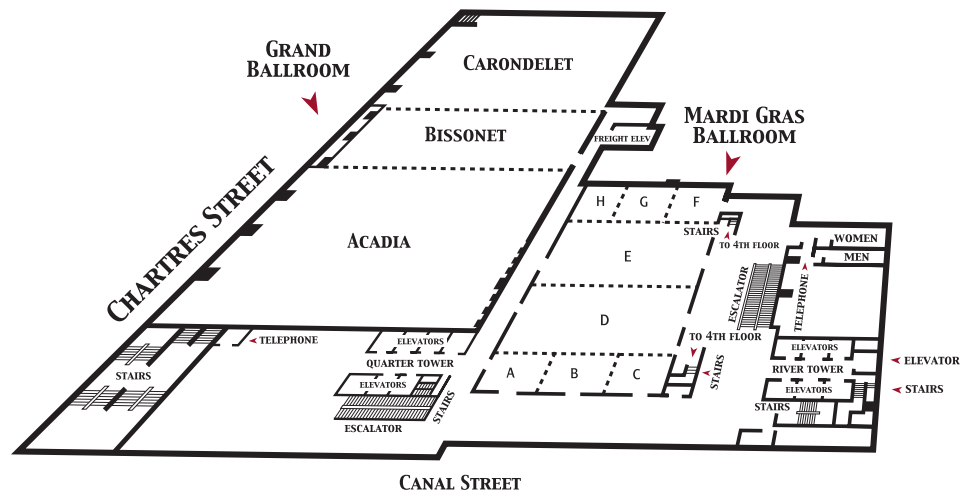 GRAND
BALLROOM
CARONDELET
BISSONET
FREIGHT ELEV
MARDI GRAS
BALLROOM
CHARTRES STREET
ACADIA
H
G
F
STAIRS
TO 4TH FLOOR
WOMEN
MEN
E
ESCALATOR
TELEPHONE
D
TO 4TH FLOOR
TELEPHONE
ELEVATORS
QUARTER TOWER
ELEVATORS
RIVER TOWER
ELEVATORS
ELEVATOR
STAIRS
STAIRS
A
B
C
STAIRS
ELEVATORS
STAIRS
STAIRS
ESCALATOR
CANAL STREET